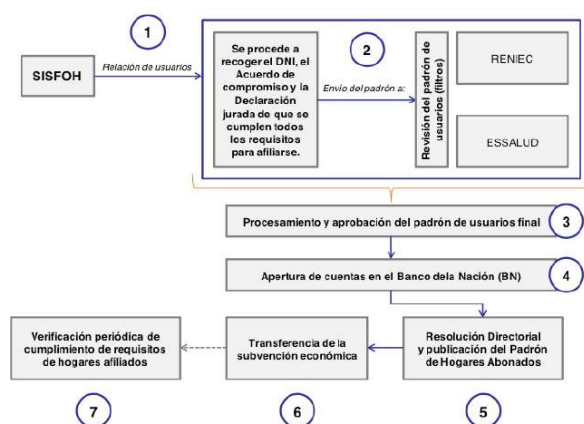 1
2
SISFOH
Relación de usuarios
Se procede a
recoger el DNI, el
Acuerdo de
compromiso y la
Declaración
jurada de que se
cumplen todos
los requisitos
para afiliarse.
Envío del padrón a:
Revisión del padrón de
usuarios (filtros)
RENIEC
ESSALUD
Procesamiento y aprobación del padrón de usuarios final
3
Apertura de cuentas en el Banco dela Nación (BN)
4
Verificación periódica de
cumplimiento de requisitos
de hogares afiliados
Transferencia de la
subvención económica
Resolución Directorial
y publicación del Padrón
de Hogares Abonados
7
6
5